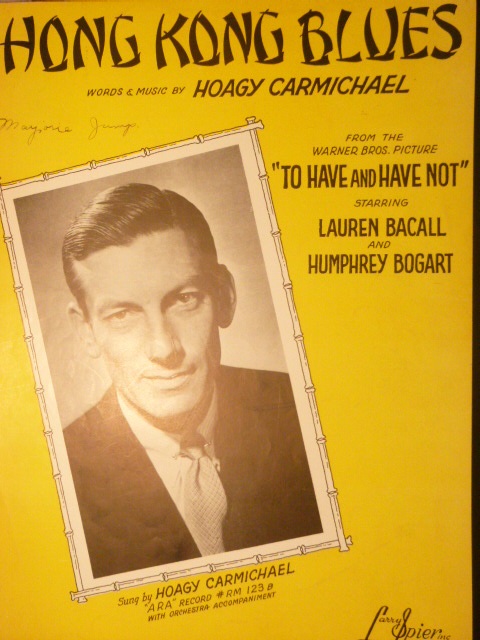 HONG KONG BLUES
WORDS & MUSIC BY HOAGY CARMICHAEL
Marjorie
FROM THE
WARNER BROS. PICTURE
"TO HAVE AND HAVE NOT"
STARRING
LAUREN BACALL
AND
HUMPHREY BOGART
Sung by HOAGY CARMICHAEL
"ARA" RECORD #RM 123 B
WITH ORCHESTRA ACCOMPANIMENT
Larry Spier INC.